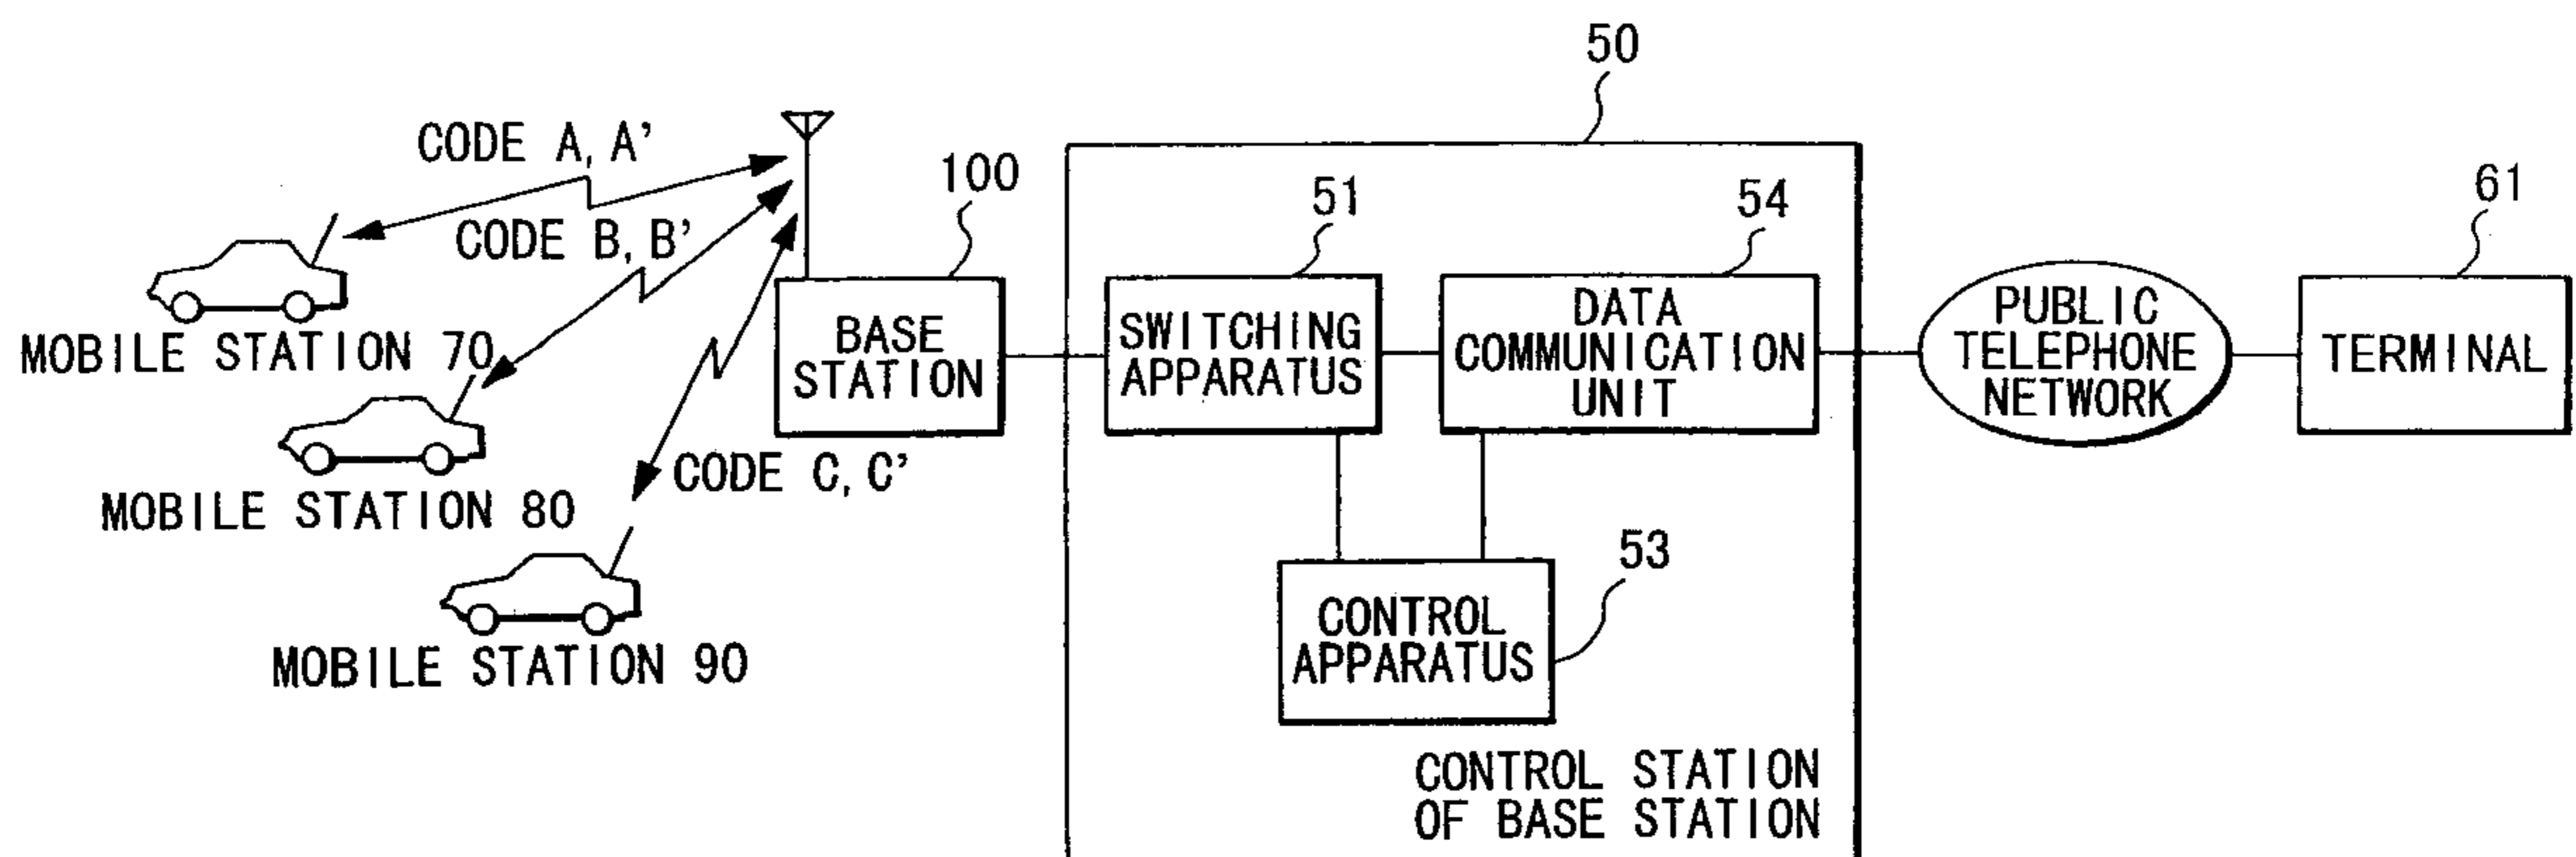 50
CODE A, A'
100
51
54
61
CODE B, B'
MOBILE STATION 70
BASE
STATION
SWITCHING
APPARATUS
DATA
COMMUNICATION
UNIT
PUBLIC
TELEPHONE
NETWORK
TERMINAL
CODE C, C'
MOBILE STATION 80
53
CONTROL
APPARATUS
MOBILE STATION 90
CONTROL STATION
OF BASE STATION